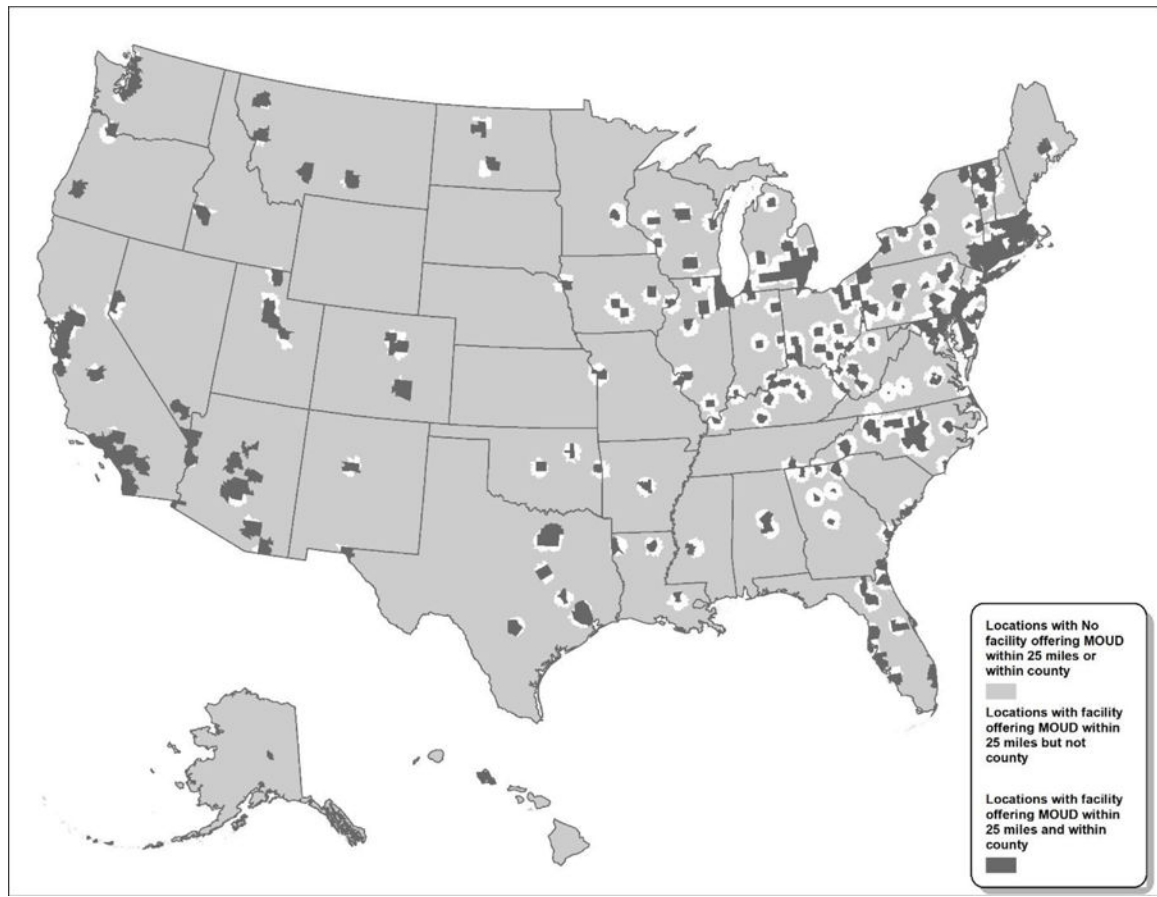 Locations with No
facility offering MOUD
within 25 miles or
within county
Locations with facility
offering MOUD within
25 miles but not
county
Locations with facility
offering MOUD within
25 miles and within
county